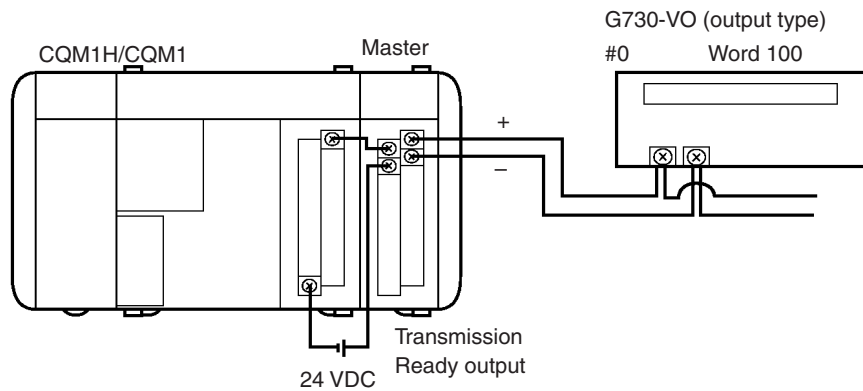 G730-VO (output type)
CQM1H/CQM1
Master
#0
Word 100
+
–
Transmission
Ready output
24 VDC